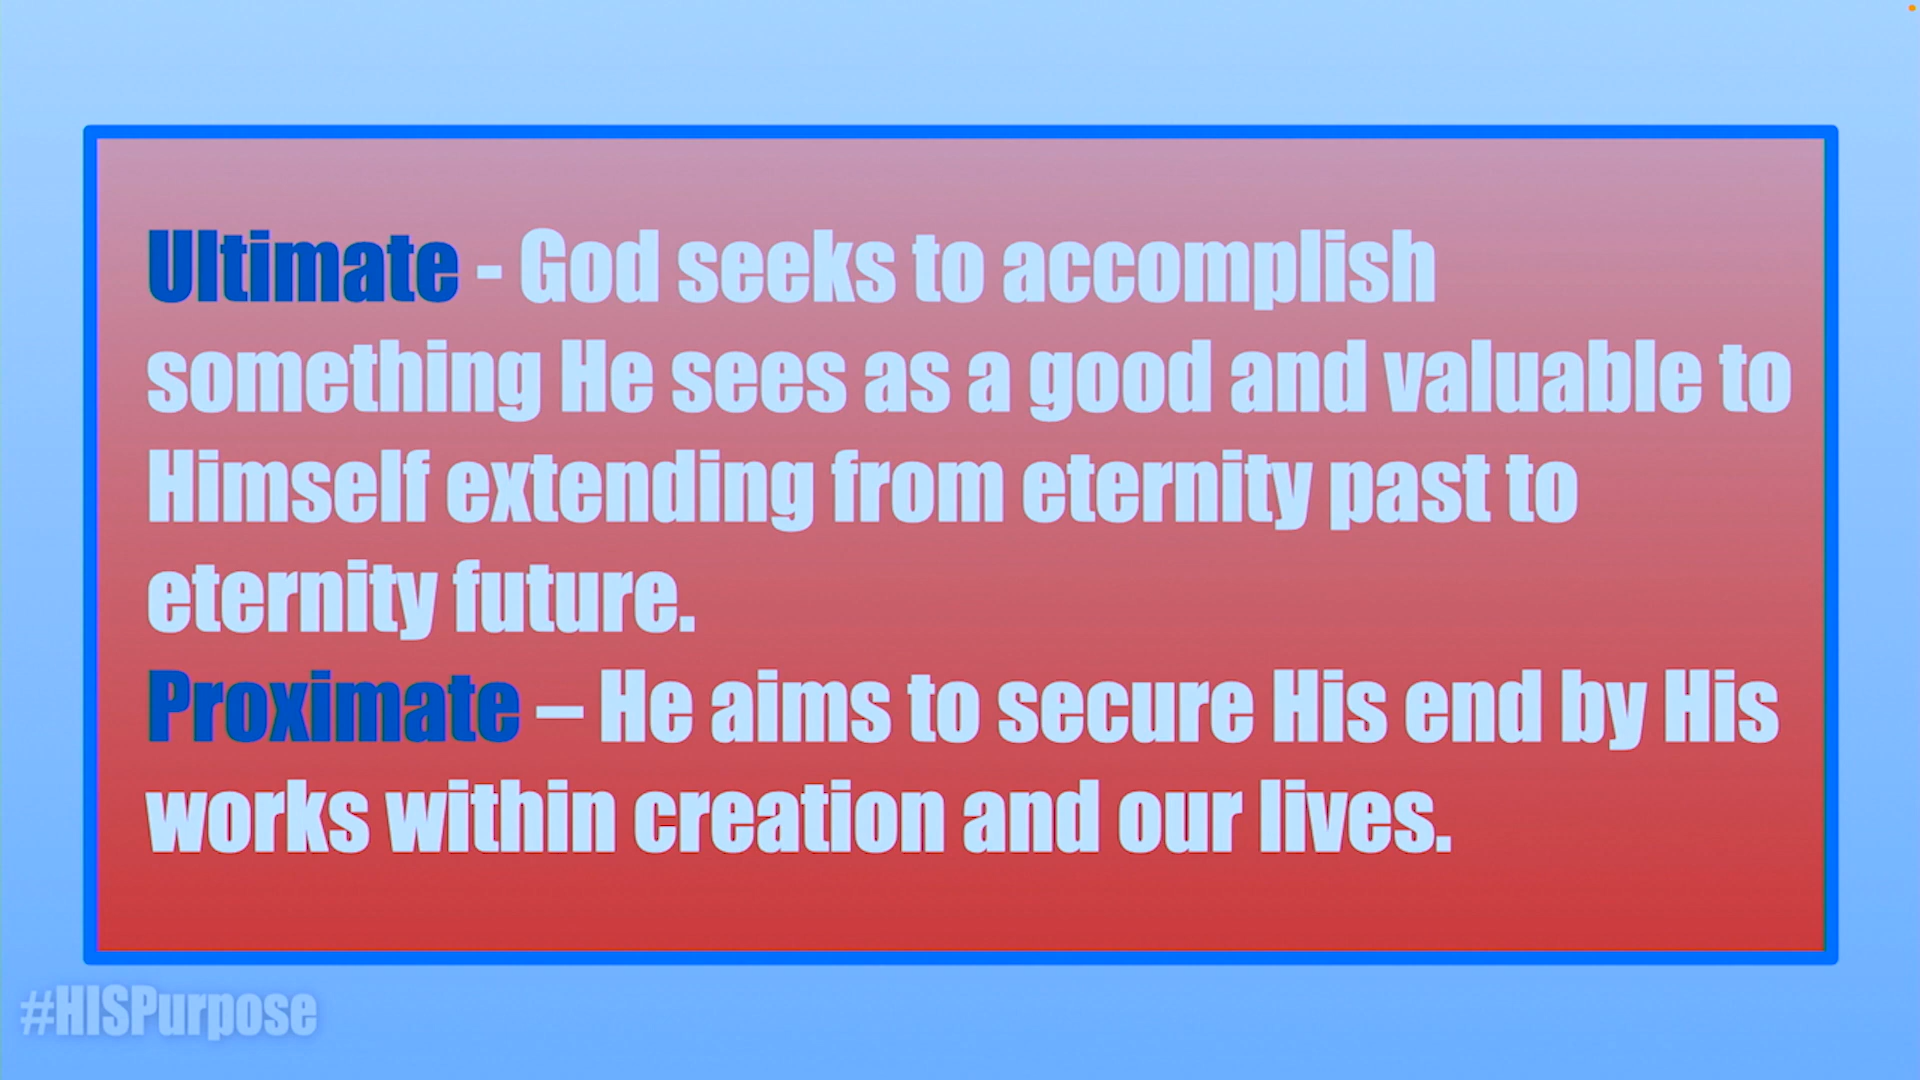 Ultimate - God seeks to accomplish
something He sees as a good and valuable to
Himself extending from eternity past to
eternity future.
Proximate – He aims to secure His end by His
works within creation and our lives.
#HISPurpose